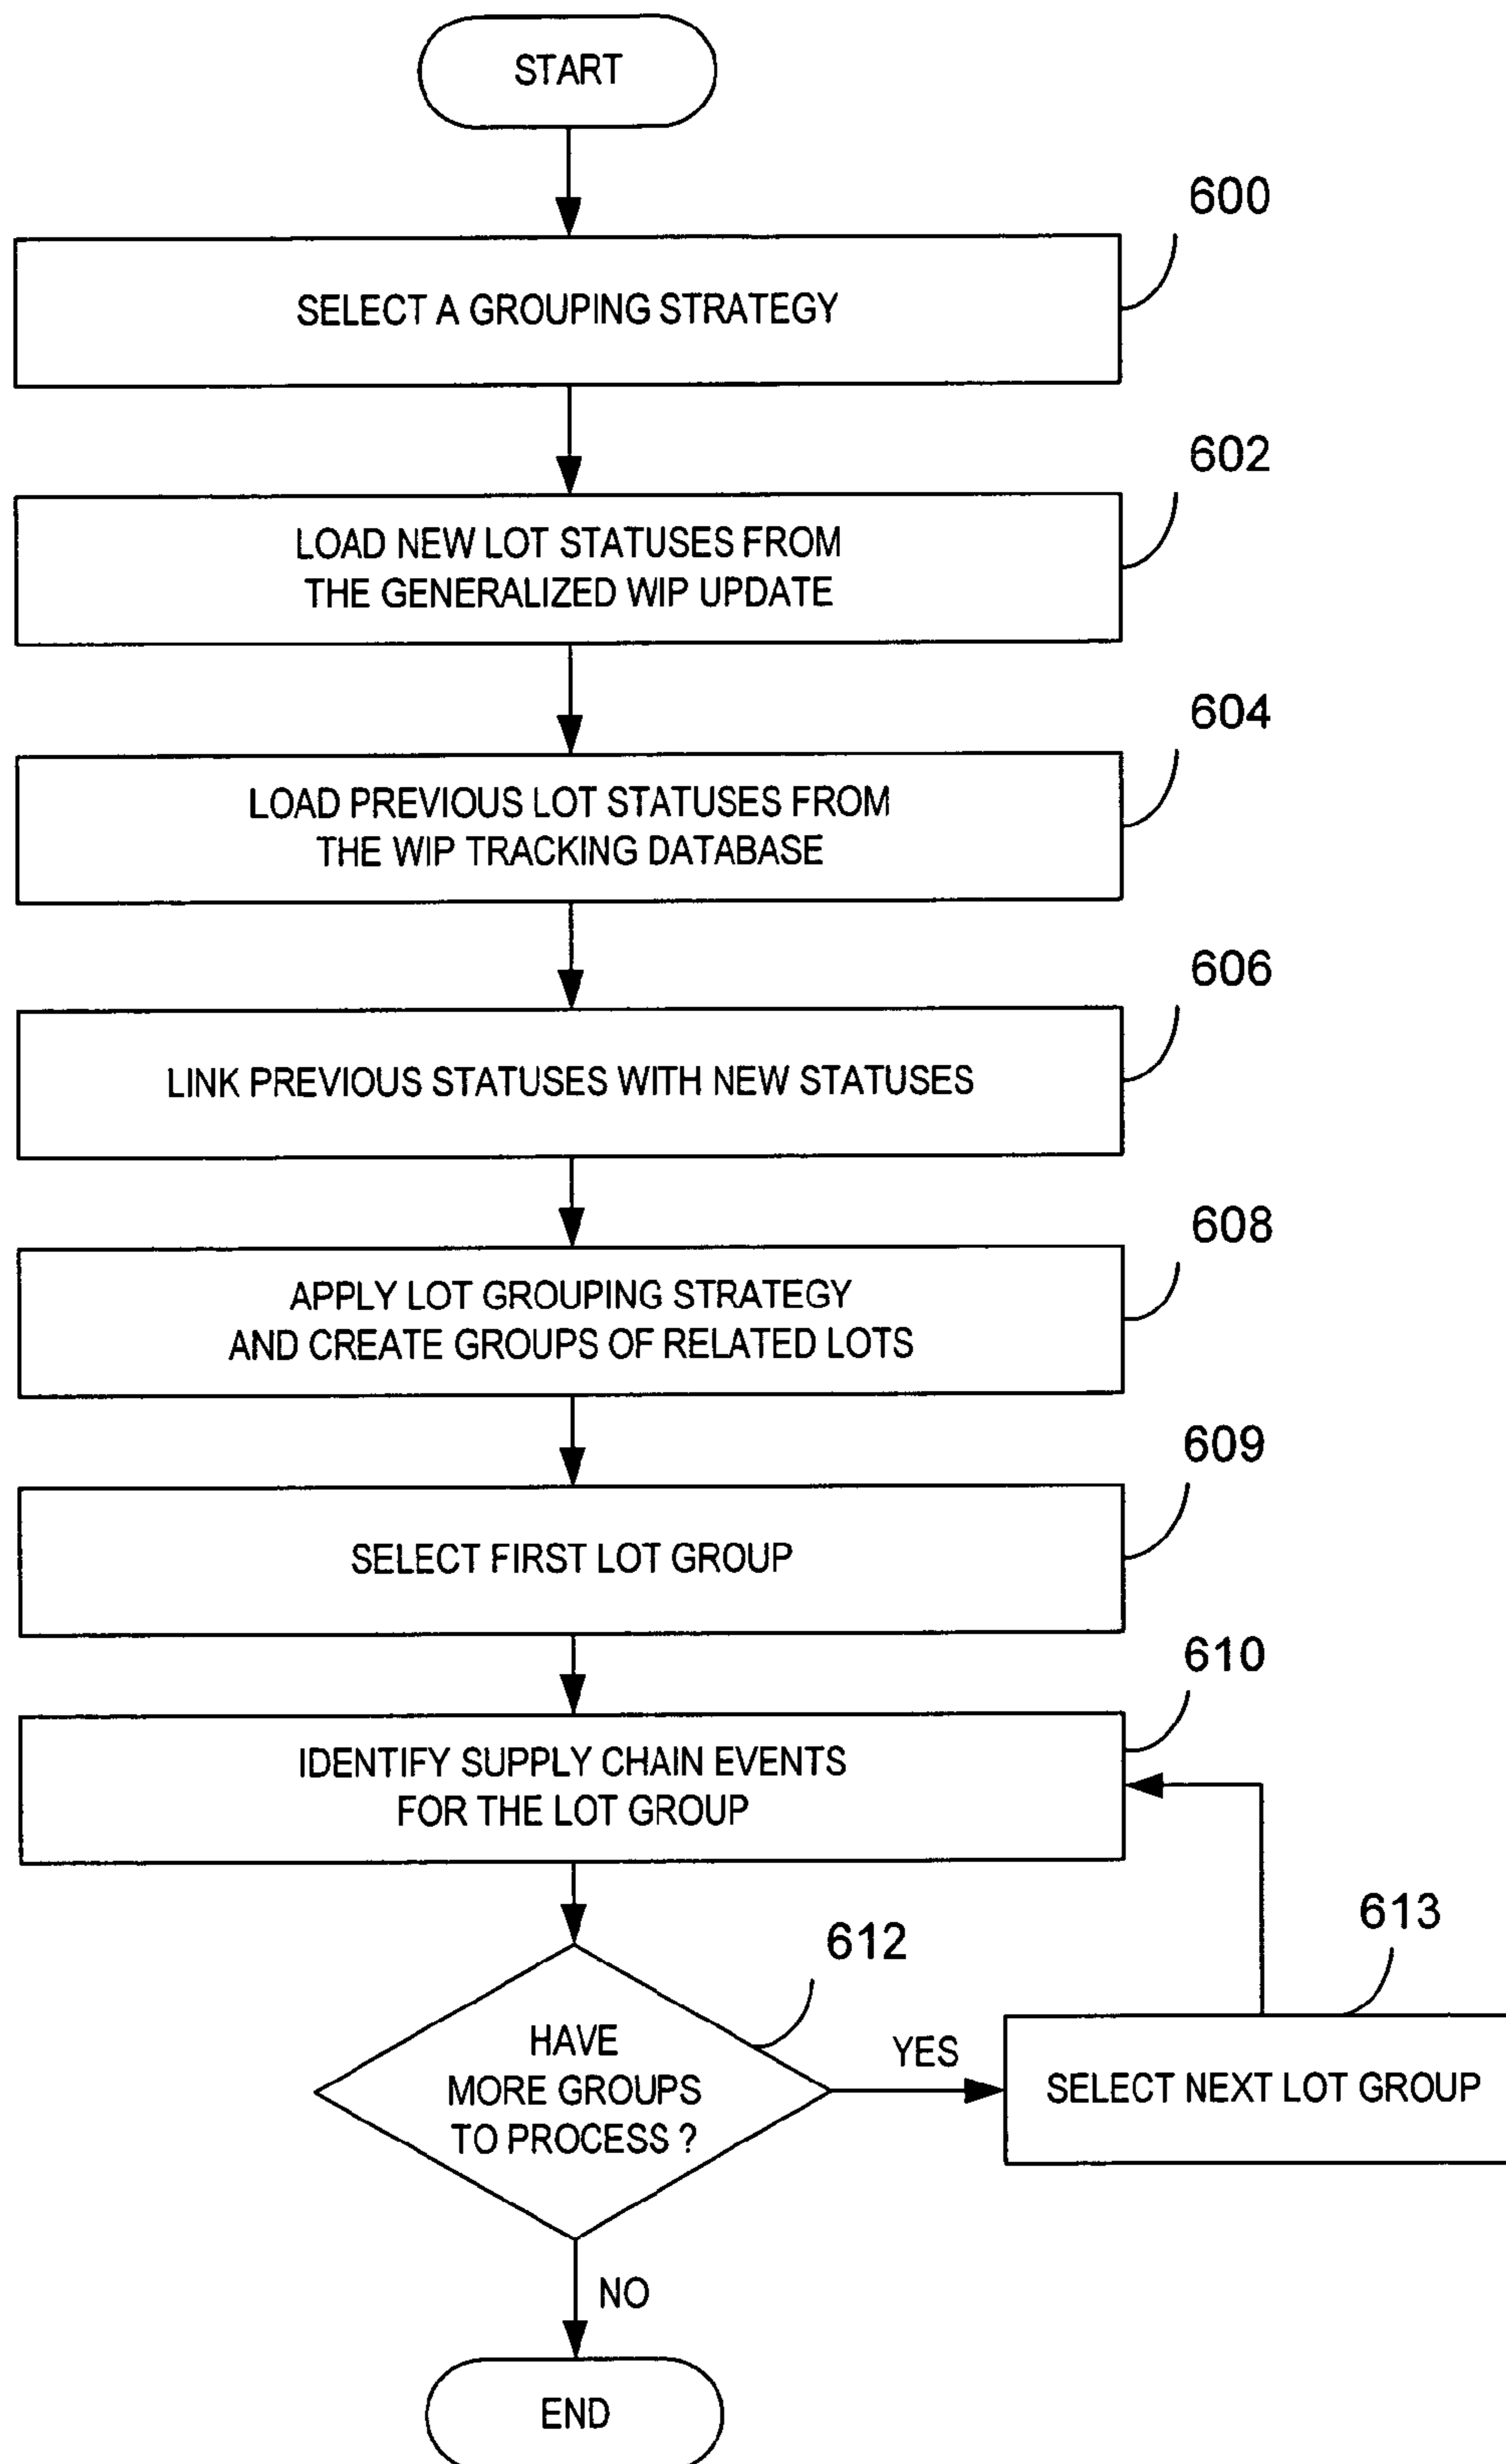 START
600
SELECT A GROUPING STRATEGY
602
LOAD NEW LOT STATUSES FROM
THE GENERALIZED WIP UPDATE
604
LOAD PREVIOUS LOT STATUSES FROM
THE WIP TRACKING DATABASE
606
LINK PREVIOUS STATUSES WITH NEW STATUSES
608
APPLY LOT GROUPING STRATEGY
AND CREATE GROUPS OF RELATED LOTS
609
SELECT FIRST LOT GROUP
610
IDENTIFY SUPPLY CHAIN EVENTS
FOR THE LOT GROUP
612
HAVE
MORE GROUPS
TO PROCESS ?
YES
613
SELECT NEXT LOT GROUP
NO
END